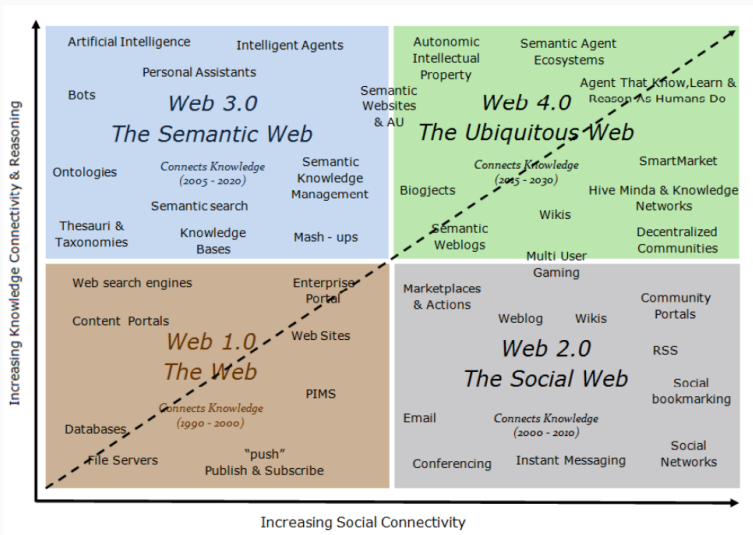 Increasing Knowledge Connectivity & Reasoning
Artificial Intelligence
Intelligent Agents
Personal Assistants
Bots
Web 3.0
The Semantic Web
Semantic
Websites
& AU
Ontologies
Connects Knowledge
(2005 - 2020)
Semantic
Knowledge
Management
Semantic search
Thesauri &
Taxonomies
Knowledge
Bases
Mash - ups
Autonomic
Intellectual
Property
Semantic Agent
Ecosystems
Agent That Know,Learn &
Reason As Humans Do
Web 4.0
The Ubiquitous Web
Connects Knowledge
(2015 - 2030)
SmartMarket
Biogjects
Hive Minda & Knowledge
Networks
Wikis
Semantic
Weblogs
Decentralized
Communities
Multi User
Gaming
Web search engines
Enterprise
Portal
Content Portals
Web 1.0
The Web
Web Sites
PIMS
Connects Knowledge
(1990 - 2000)
Databases
File Servers
"push"
Publish & Subscribe
Marketplaces
& Actions
Community
Portals
Weblog
Wikis
Web 2.0
The Social Web
RSS
Social
bookmarking
Email
Connects Knowledge
(2000 - 2010)
Conferencing
Instant Messaging
Social
Networks
Increasing Social Connectivity